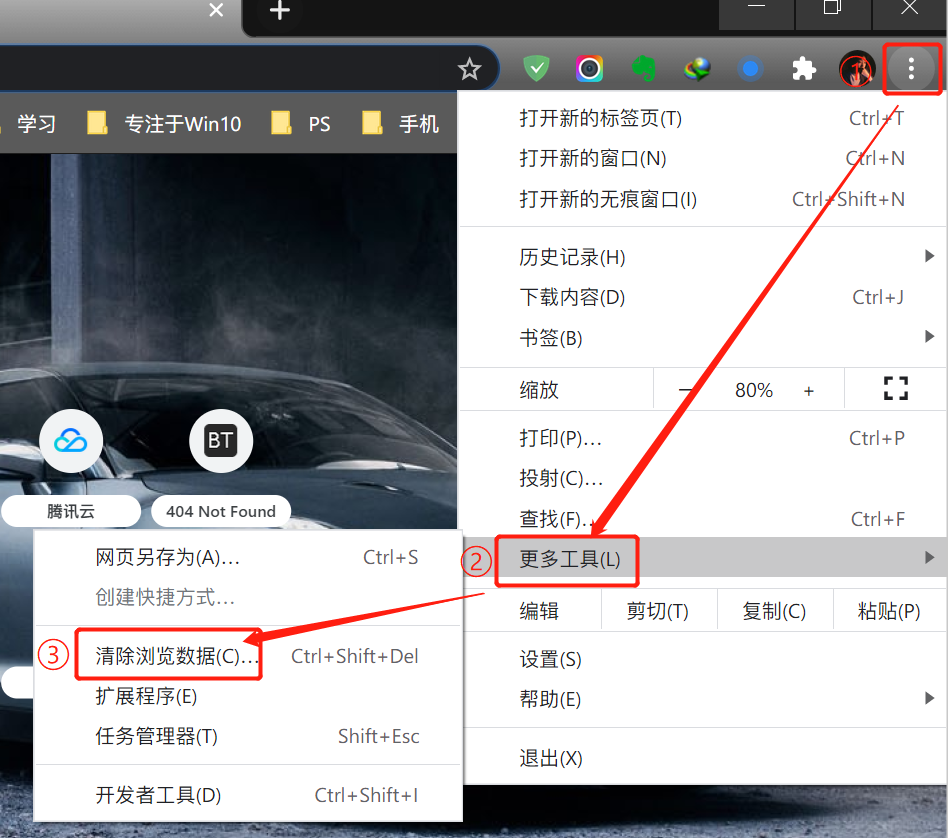 学习
专注于Win10
PS
手机
打开新的标签页(T) Ctrl+T
打开新的窗口(N) Ctrl+N
打开新的无痕窗口(I) Ctrl+Shift+N
历史记录(H)
下载内容(D) Ctrl+J
书签(B)
缩放 — 80% +
打印(P)... Ctrl+P
投射(C)...
查找(F)... Ctrl+F
② 更多工具(L)
编辑 剪切(T) 复制(C) 粘贴(P)
设置(S)
帮助(E)
退出(X)
BT
腾讯云
404 Not Found
网页另存为(A)... Ctrl+S
创建快捷方式...
③ 清除浏览数据(C)... Ctrl+Shift+Del
扩展程序(E)
任务管理器(T) Shift+Esc
开发者工具(D) Ctrl+Shift+I